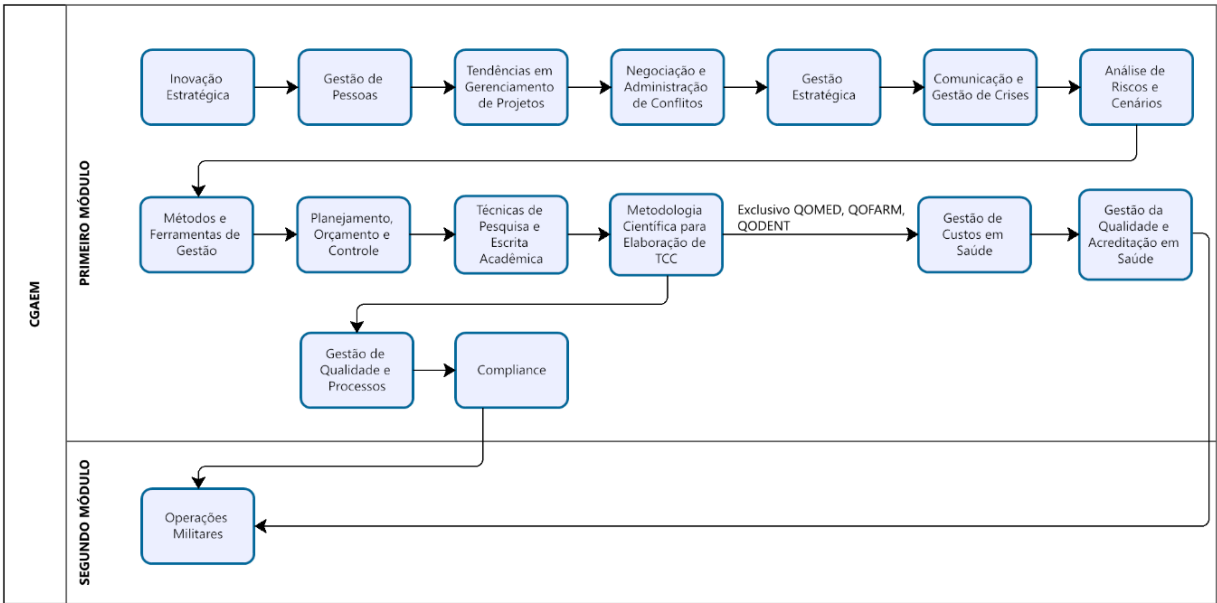 CGAEM
PRIMEIRO MÓDULO
Inovação
Estratégica
Gestão de
Pessoas
Tendências em
Gerenciamento
de Projetos
Negociação e
Administração
de Conflitos
Gestão
Estratégica
Comunicação e
Gestão de Crises
Análise de
Riscos e
Cenários
Métodos e
Ferramentas de
Gestão
Planejamento,
Orçamento e
Controle
Técnicas de
Pesquisa e
Escrita
Acadêmica
Metodologia
Científica para
Elaboração de
TCC
Exclusivo QOMED, QOFARM,
QODENT
Gestão de
Custos em
Saúde
Gestão da
Qualidade e
Acreditação em
Saúde
Gestão de
Qualidade e
Processos
Compliance
SEGUNDO MÓDULO
Operações
Militares